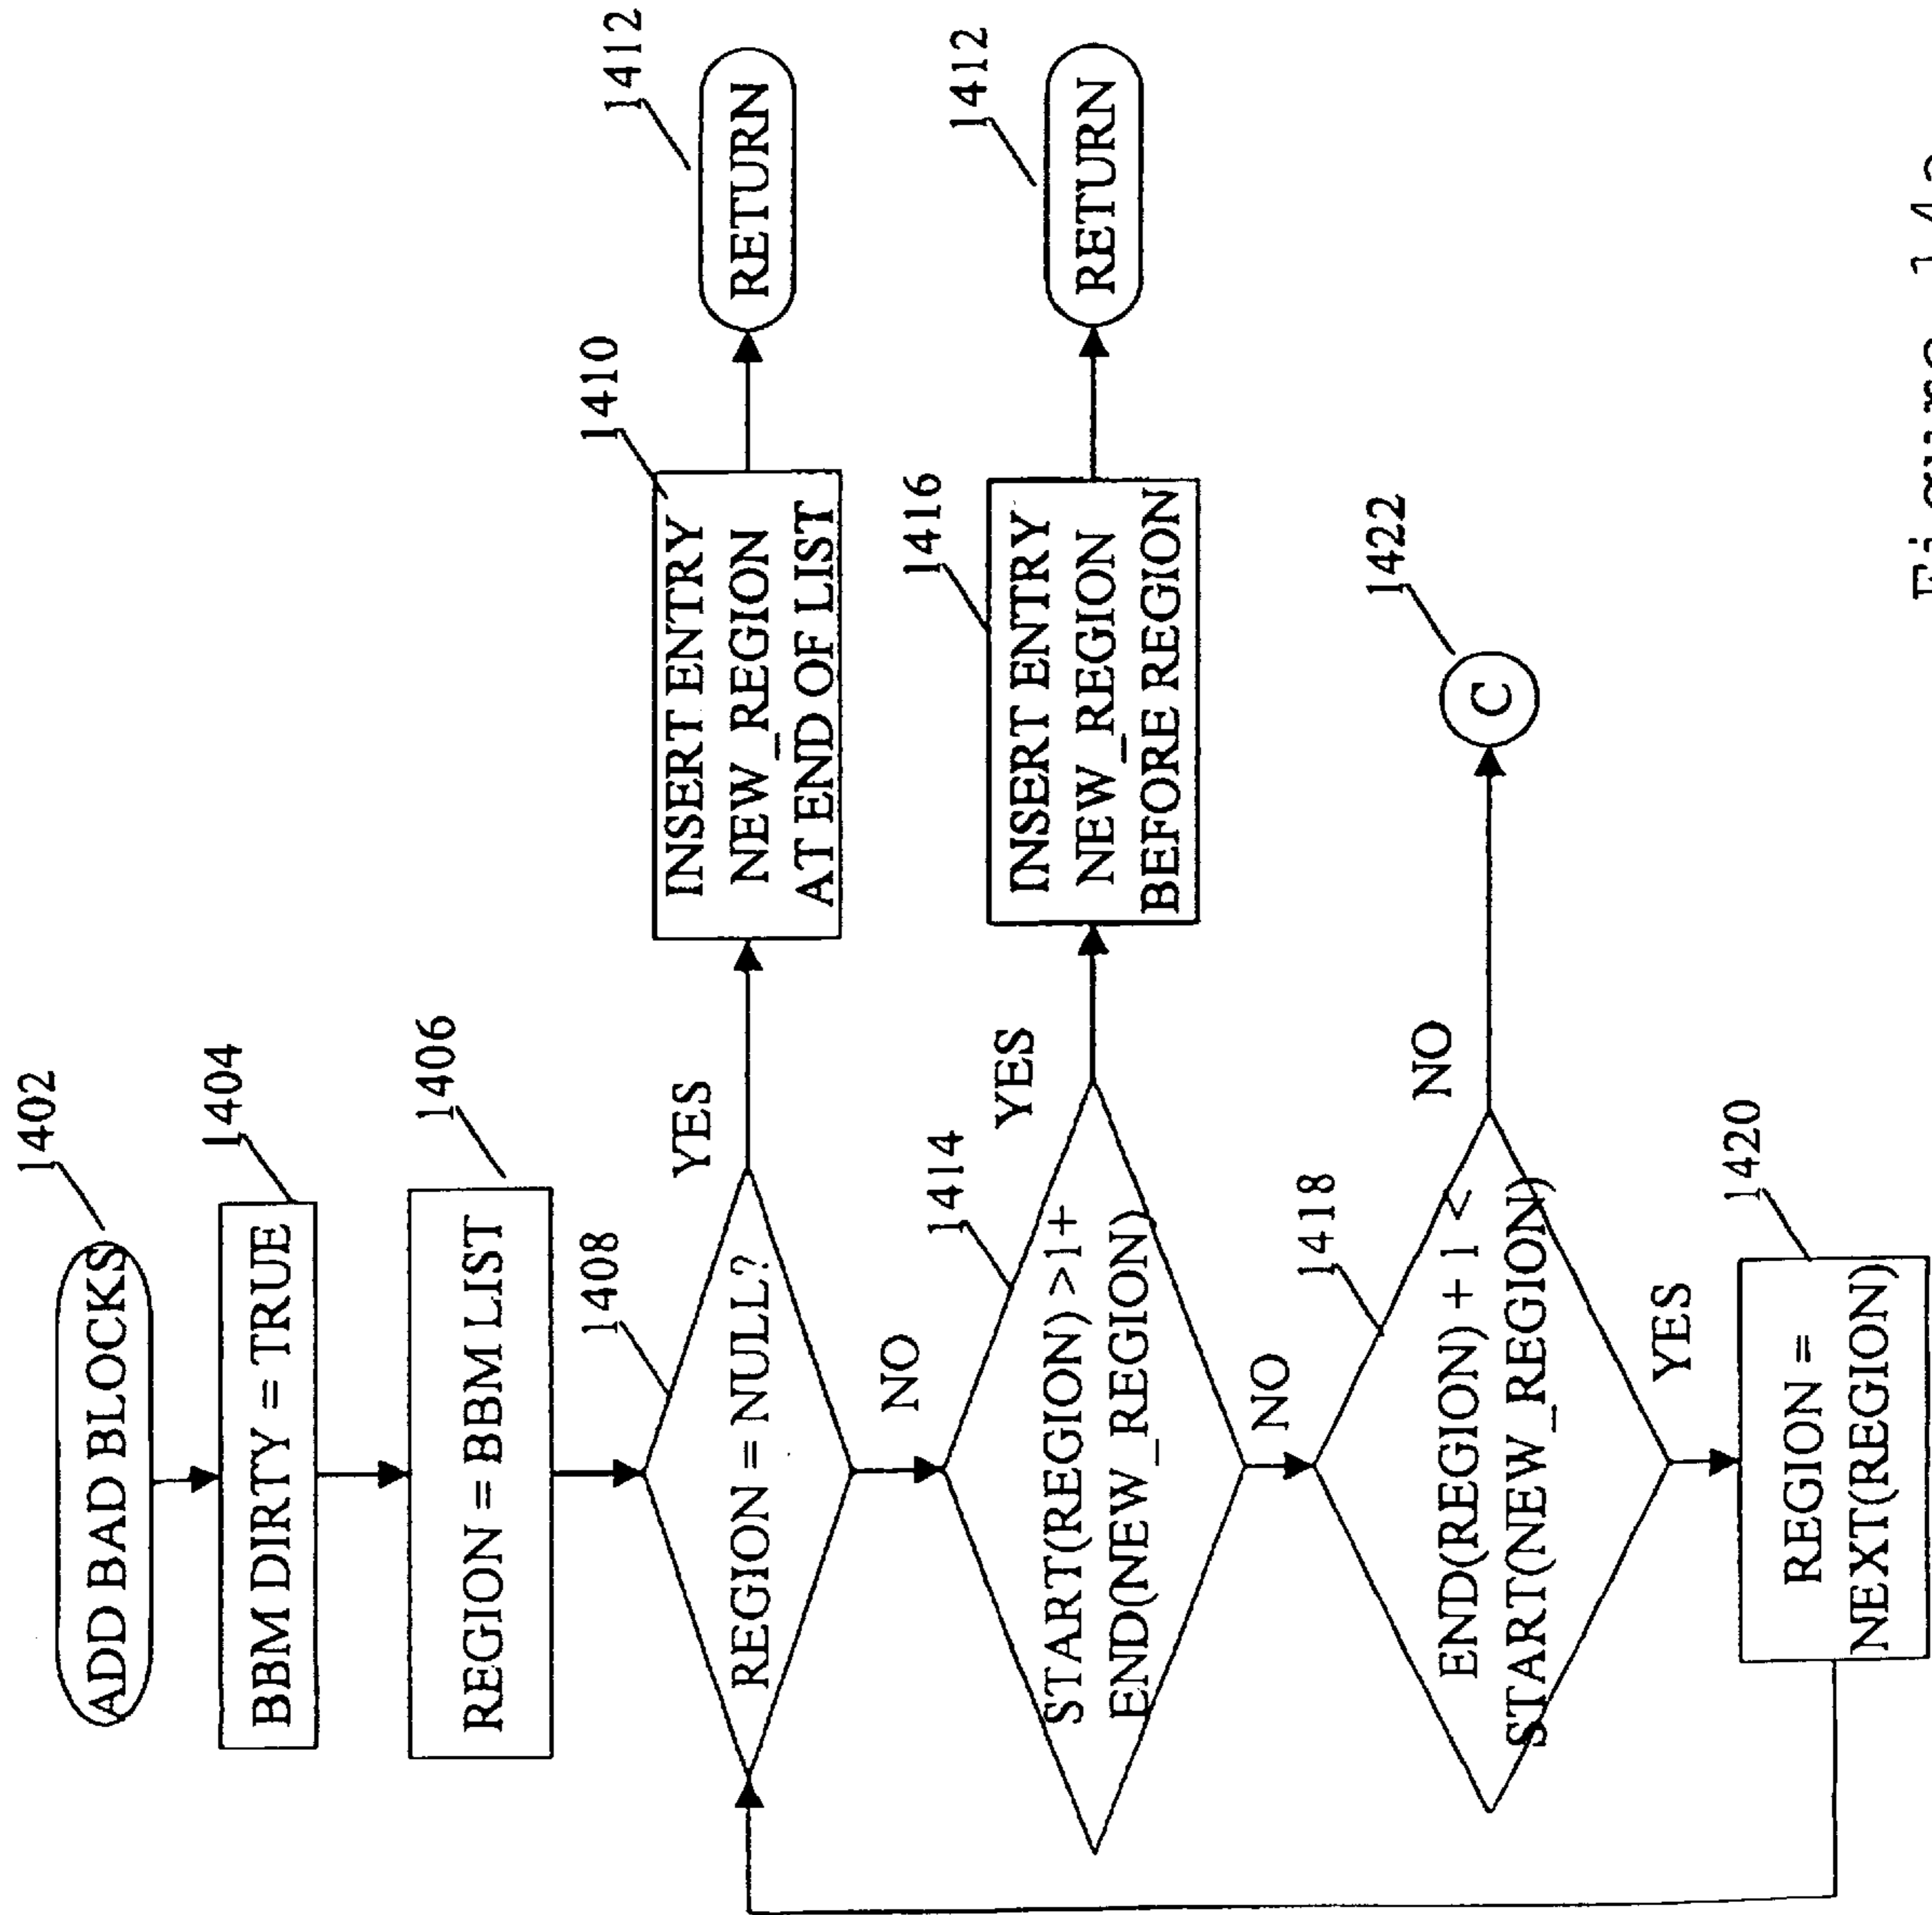 1402
ADD BAD BLOCKS
1404
BBM DIRTY = TRUE
1406
REGION = BBM LIST
1408
REGION = NULL?
YES
1410
INSERT ENTRY
NEW_REGION
AT END OF LIST
1412
RETURN
NO
1414
START(REGION) >1+
END(NEW_REGION)
YES
1416
INSERT ENTRY
NEW_REGION
BEFORE REGION
1412
RETURN
NO
1418
END(REGION) + 1 <
START(NEW_REGION)
NO
1422
C
YES
1420
REGION =
NEXT(REGION)
Figure 14a